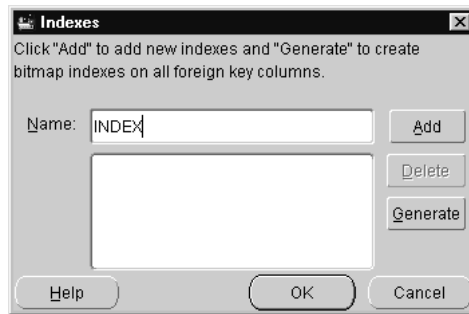 Indexes
Click "Add" to add new indexes and "Generate" to create
bitmap indexes on all foreign key columns.
Name: INDEX Add
Delete
Generate
Help OK Cancel